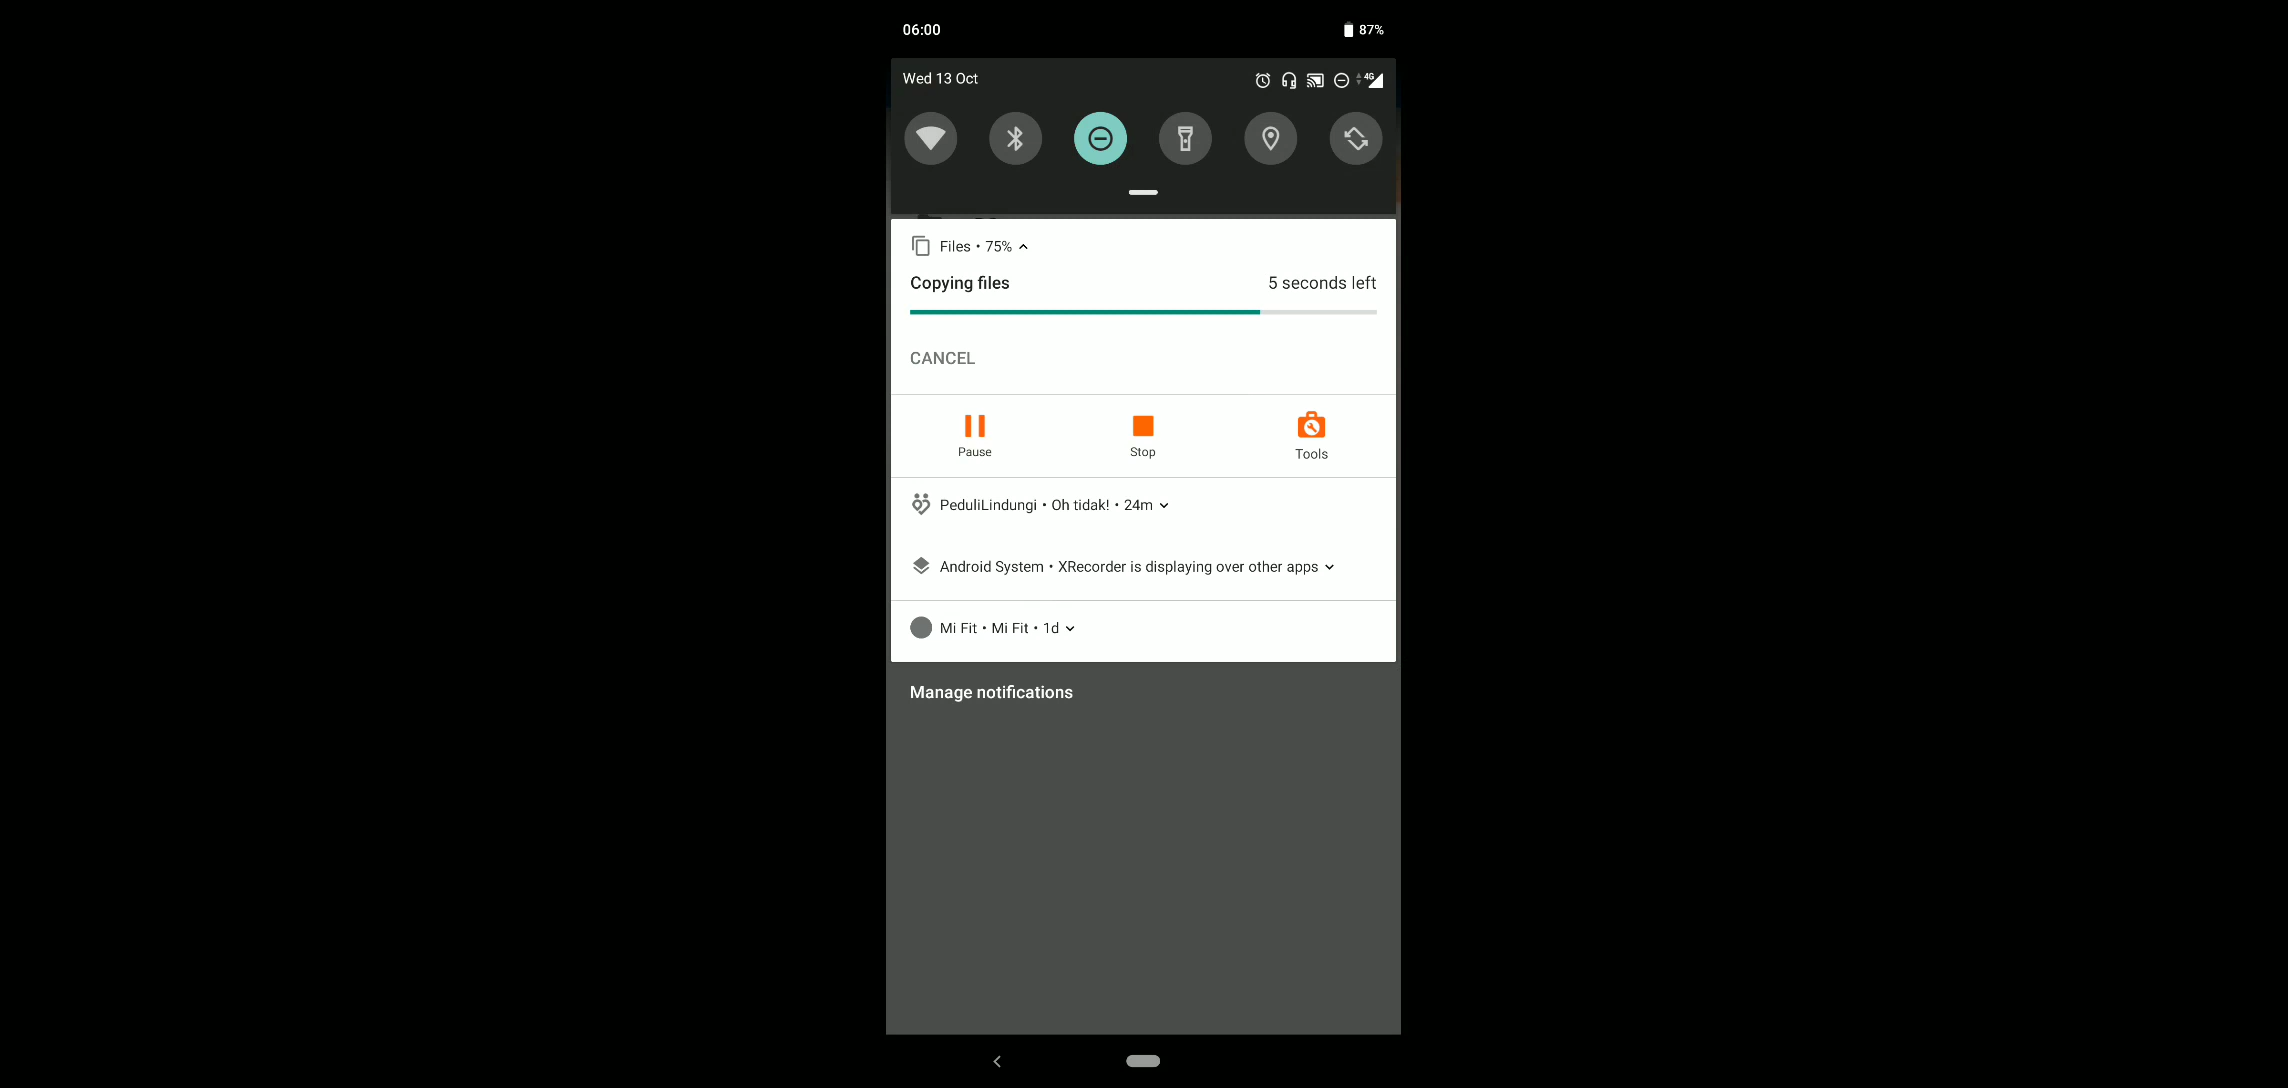 06:00 87%
Wed 13 Oct 4G
Files • 75%
Copying files 5 seconds left
CANCEL
Pause Stop Tools
PeduliLindungi • Oh tidak! • 24m
Android System • XRecorder is displaying over other apps
Mi Fit • Mi Fit • 1d
Manage notifications